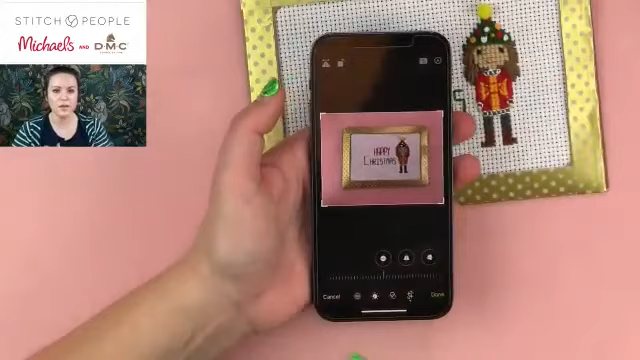 STITCH PEOPLE
Michaels AND DMC
HAPPY
CHRISTMAS
Cancel
Done